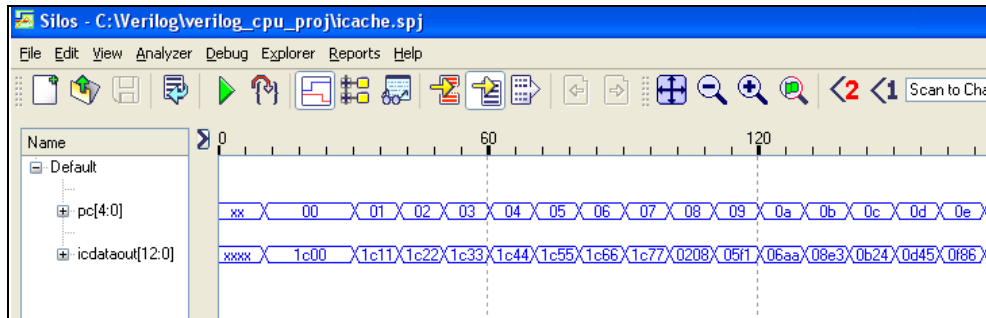 Silos - C:\Verilog\verilog_cpu_proj\icache.spj
File Edit View Analyzer Debug Explorer Reports Help
2 1 Scan to Cha
Name 0 60 120
Default
pc[4:0] xx 00 01 02 03 04 05 06 07 08 09 0a 0b 0c 0d 0e
icdataout[12:0] xxxx 1c00 1c11 1c22 1c33 1c44 1c55 1c66 1c77 0208 05f1 06aa 08e3 0b24 0d45 0f86